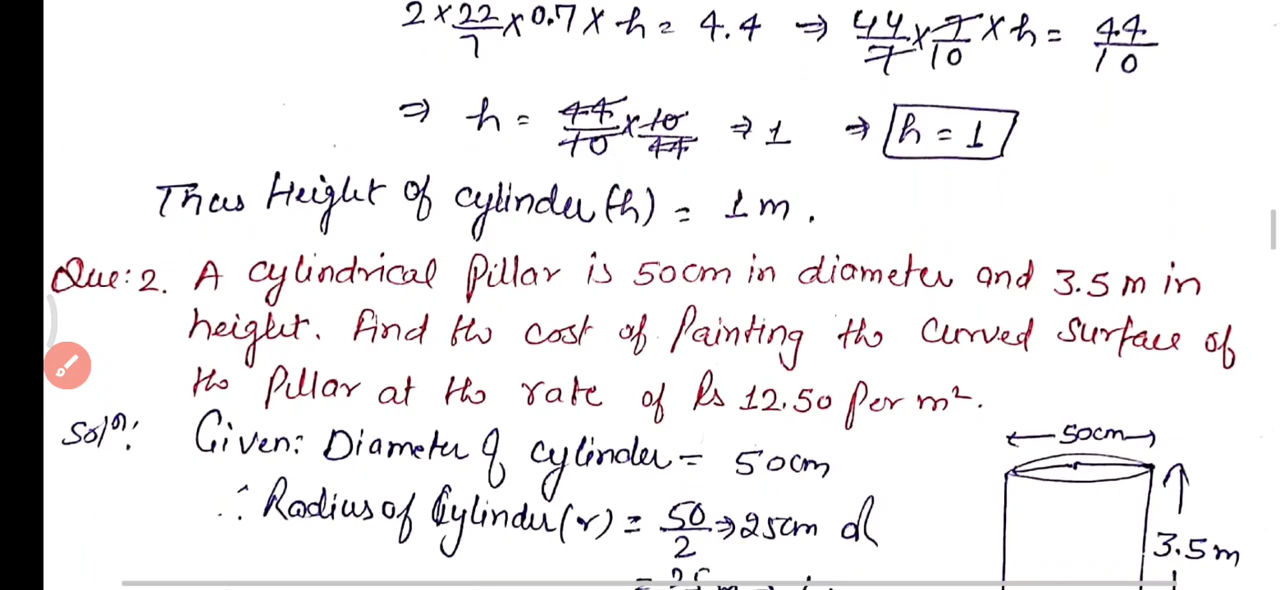 2 × 22/7 × 0.7 × h = 4.4 ⇒ 44/7 × 7/10 × h = 44/10
⇒ h = 44/10 × 10/44 ⇒ 1 ⇒ h = 1
Thus Height of cylinder (h) = 1m.
Que: 2. A cylindrical Pillar is 50cm in diameter and 3.5 m in
height. Find the cost of Painting the curved surface of
the Pillar at the rate of Rs 12.50 Per m².
Solⁿ: Given: Diameter of cylinder = 50cm
∴ Radius of Cylinder (r) = 50/2 ⇒ 25cm
50cm
3.5m